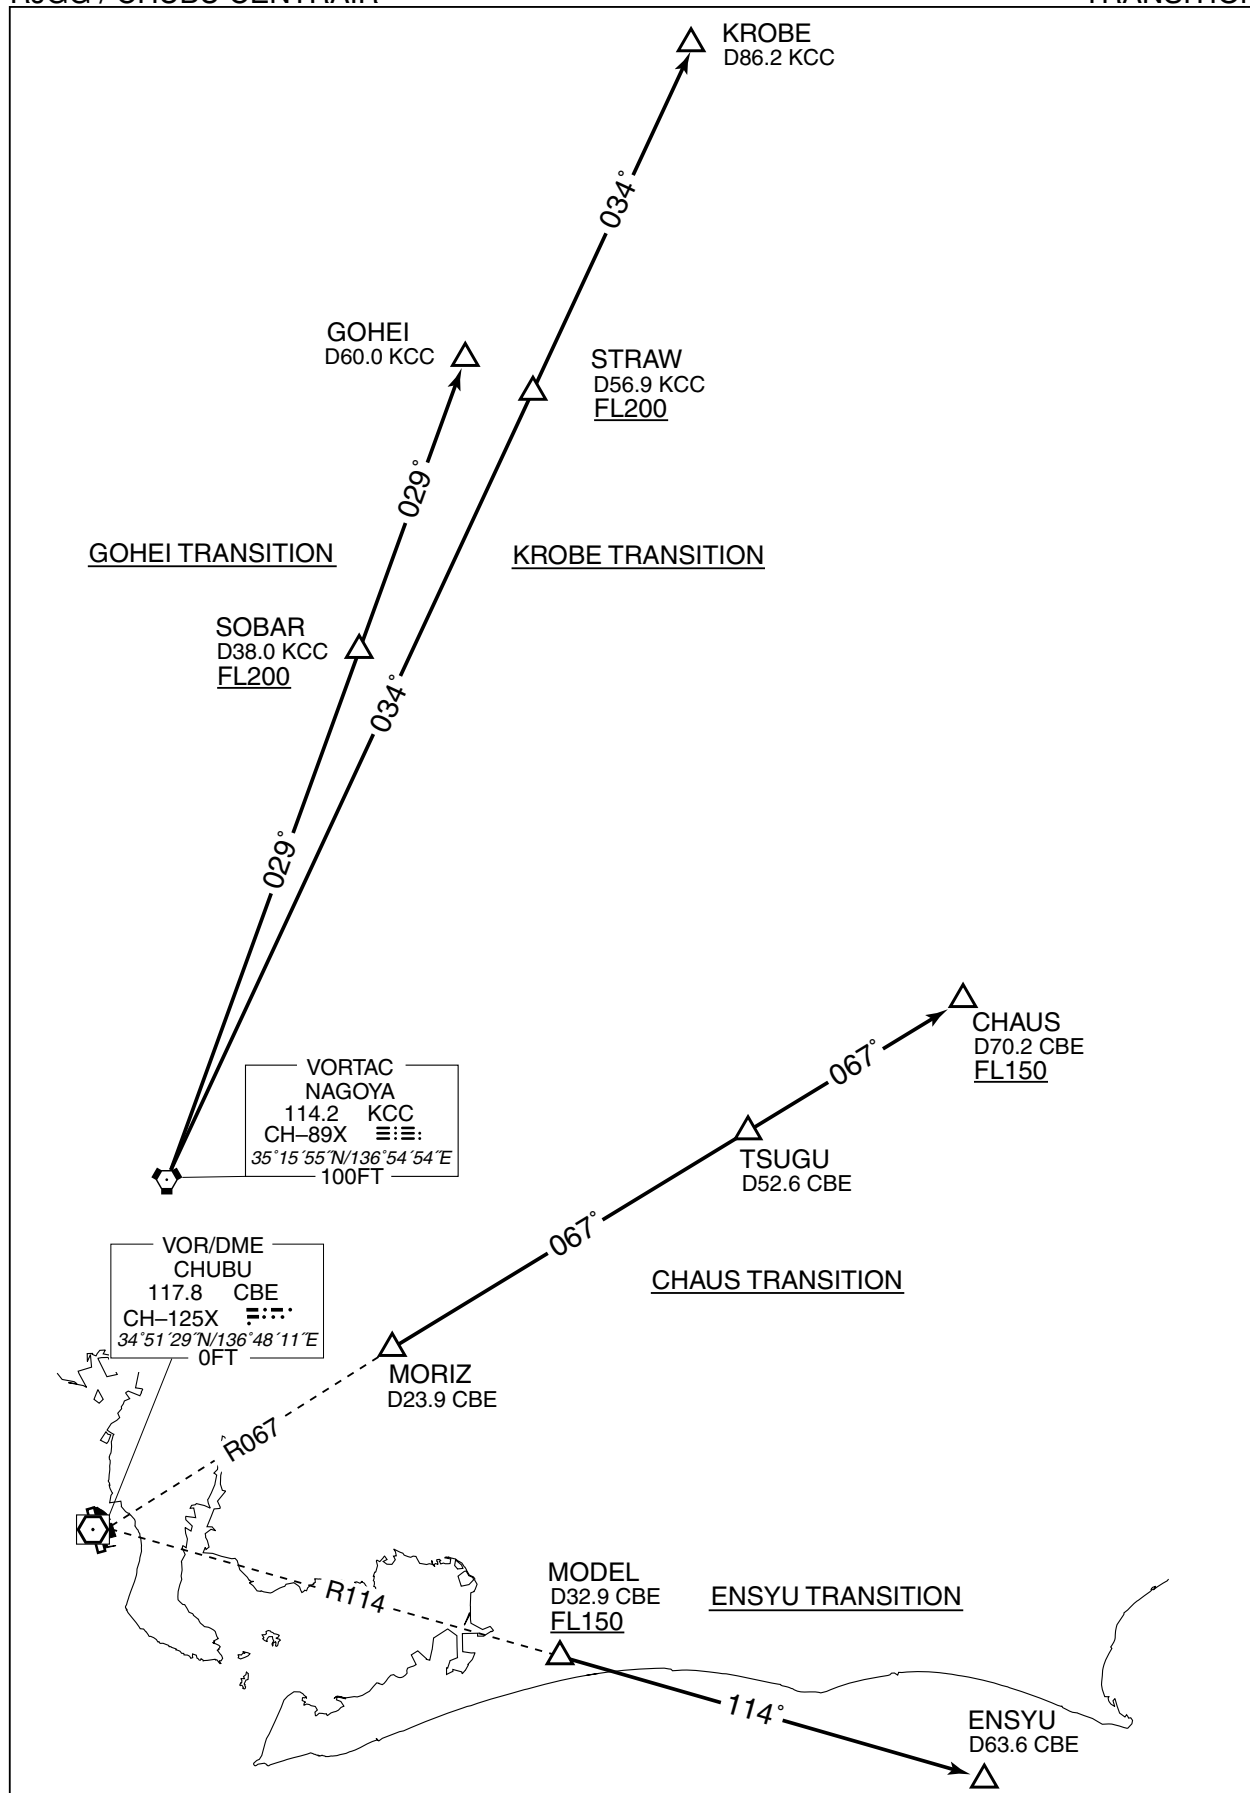 RJGG / CHUBU CENTRAIR
TRANSITION
KROBE
D86.2 KCC
034°
GOHEI
D60.0 KCC
STRAW
D56.9 KCC
FL200
029°
GOHEI TRANSITION
KROBE TRANSITION
SOBAR
D38.0 KCC
FL200
034°
029°
CHAUS
D70.2 CBE
FL150
067°
VORTAC
NAGOYA
114.2 KCC
CH–89X
35°15´55˝N/136°54´54˝E
100FT
TSUGU
D52.6 CBE
067°
VOR/DME
CHUBU
117.8 CBE
CH–125X
34°51´29˝N/136°48´11˝E
0FT
CHAUS TRANSITION
MORIZ
D23.9 CBE
R067
MODEL
D32.9 CBE
FL150
ENSYU TRANSITION
R114
114°
ENSYU
D63.6 CBE